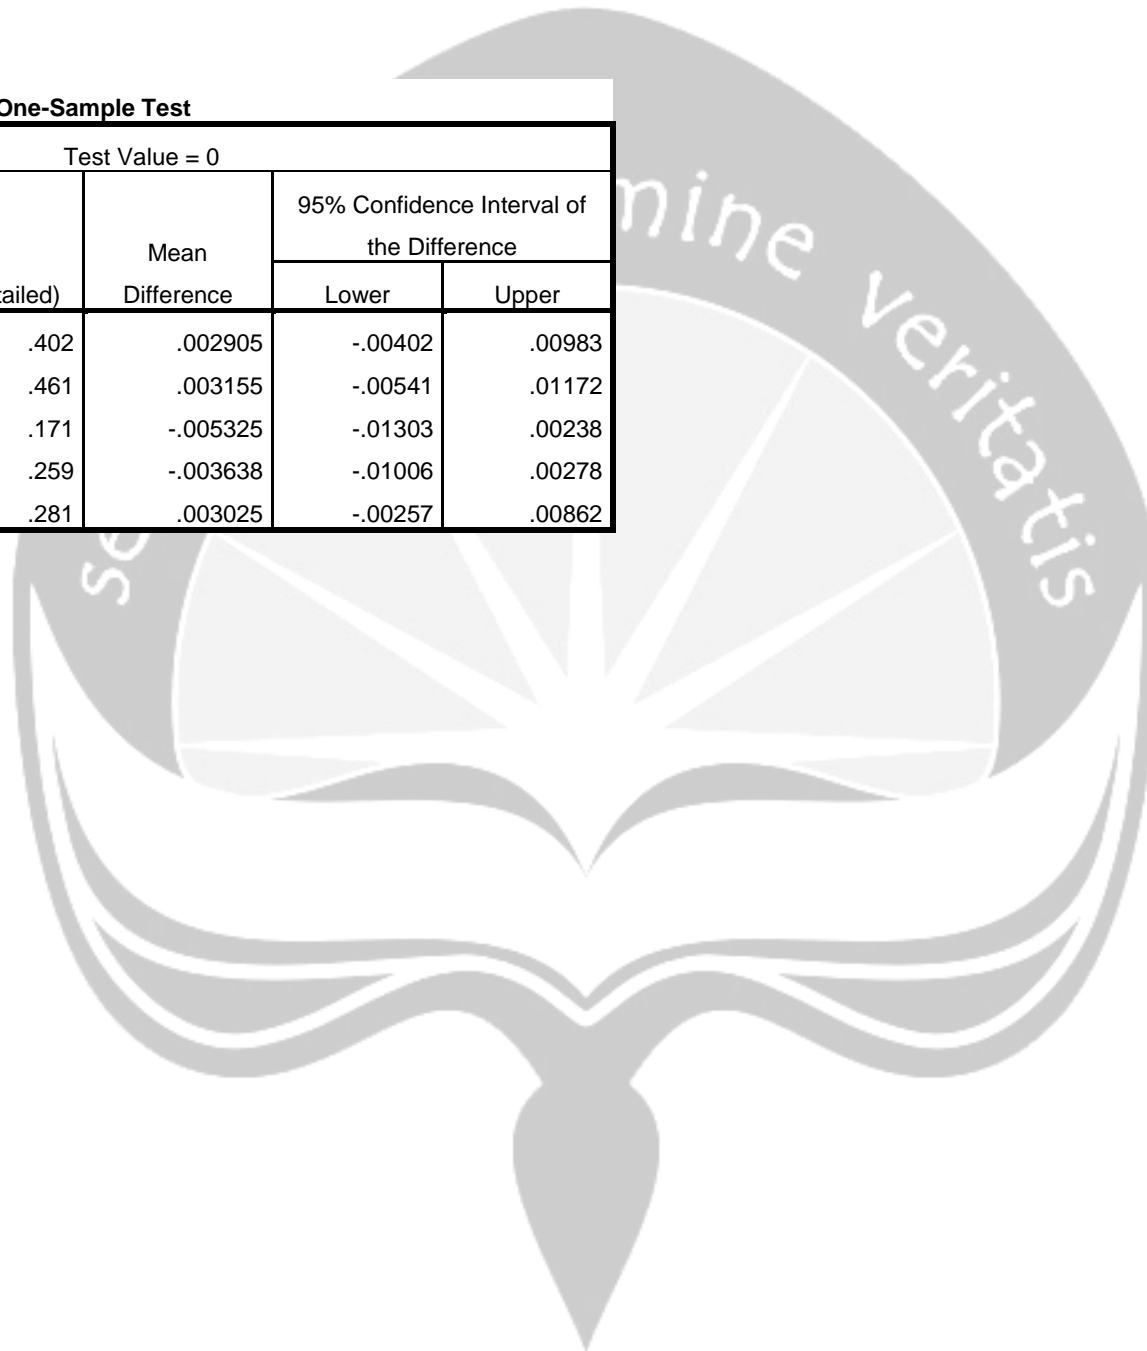 One-Sample Test
Test Value = 0
95% Confidence Interval of
Mean the Difference
tailed) Difference Lower Upper
.402 .002905 -.00402 .00983
.461 .003155 -.00541 .01172
.171 -.005325 -.01303 .00238
.259 -.003638 -.01006 .00278
.281 .003025 -.00257 .00862
se mine veritatis